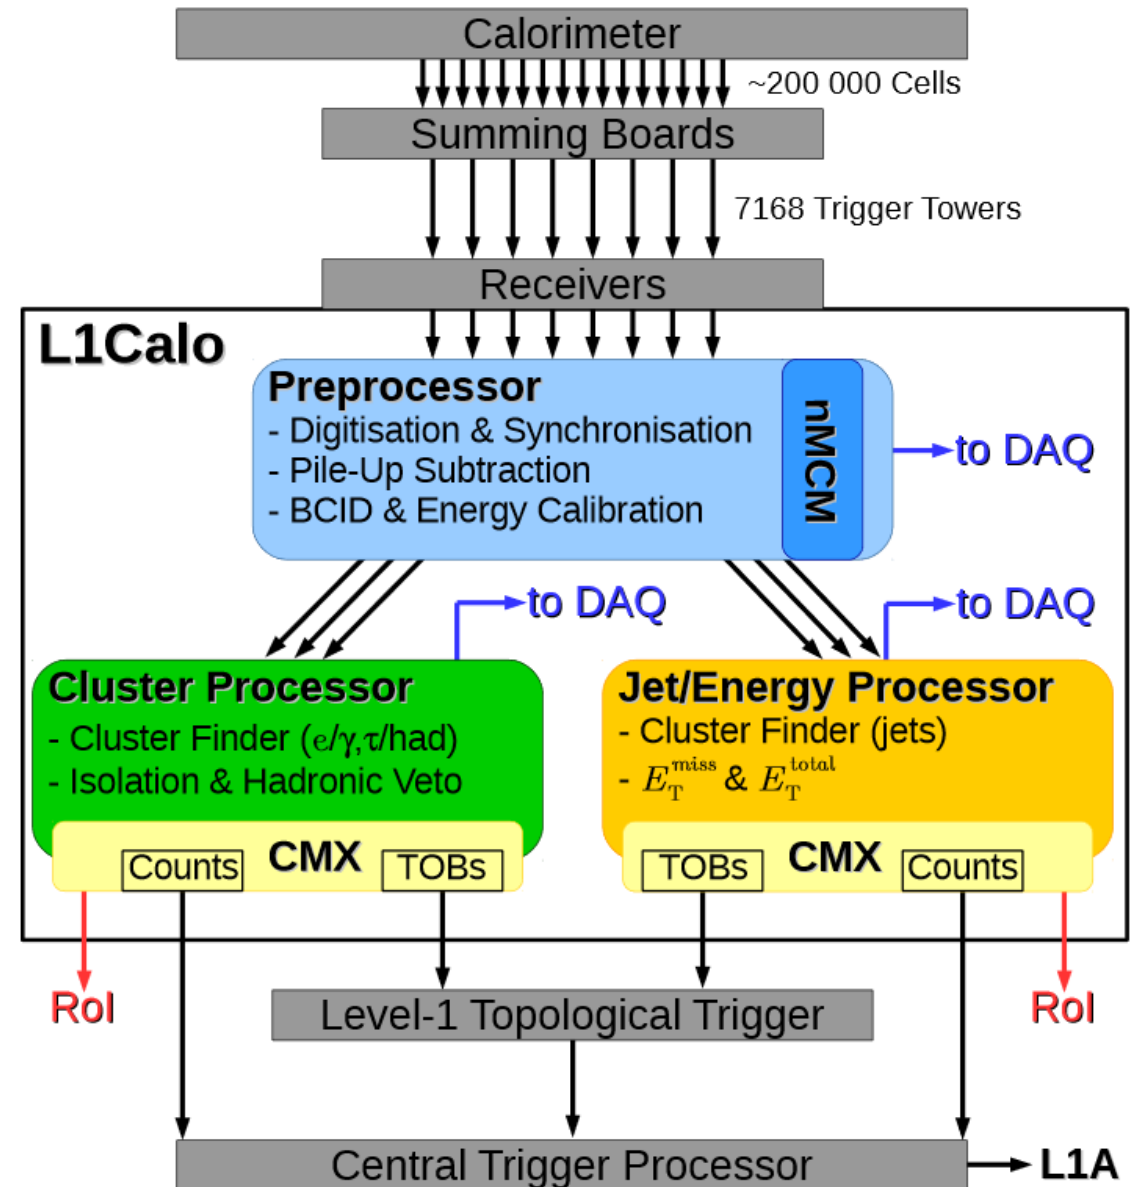 Calorimeter
~200 000 Cells
Summing Boards
7168 Trigger Towers
Receivers
L1Calo
Preprocessor
- Digitisation & Synchronisation
- Pile-Up Subtraction
- BCID & Energy Calibration
nMCM
to DAQ
to DAQ
to DAQ
Cluster Processor
- Cluster Finder (e/γ,τ/had)
- Isolation & Hadronic Veto
Counts
CMX
TOBs
Jet/Energy Processor
- Cluster Finder (jets)
- E_T^miss & E_T^total
TOBs
CMX
Counts
RoI
RoI
Level-1 Topological Trigger
Central Trigger Processor
L1A